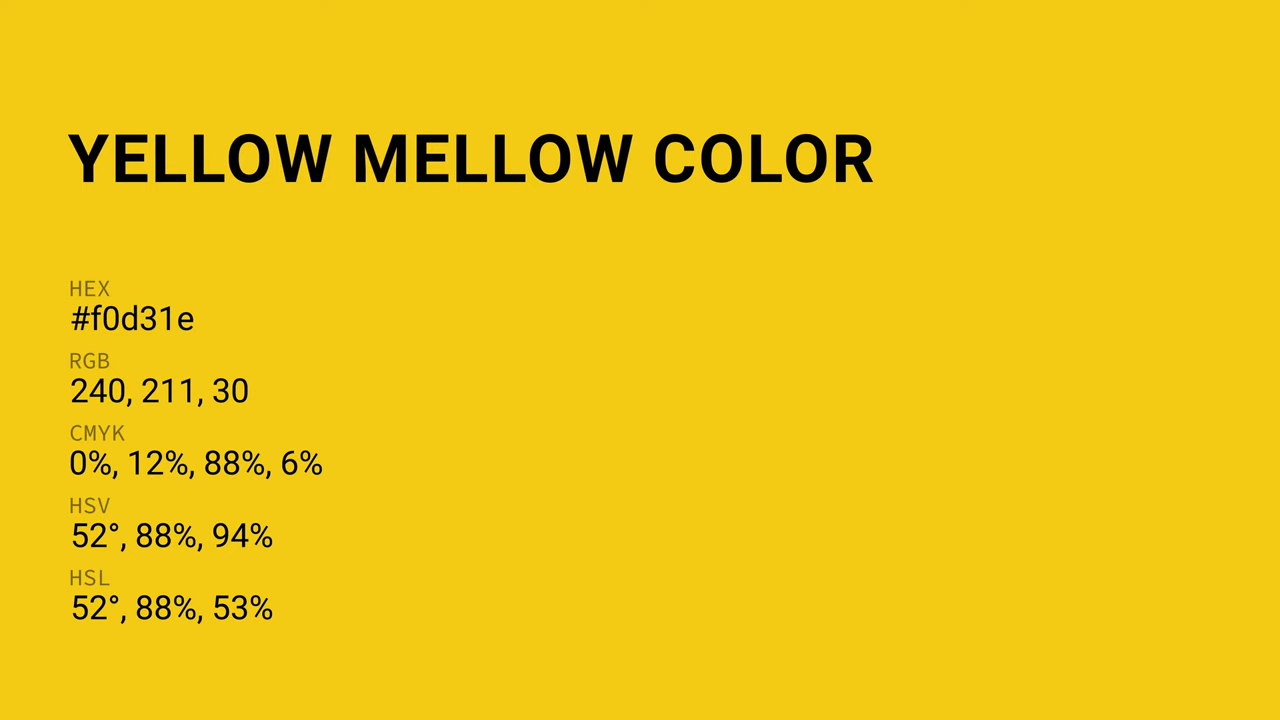 YELLOW MELLOW COLOR
HEX
#f0d31e
RGB
240, 211, 30
CMYK
0%, 12%, 88%, 6%
HSV
52°, 88%, 94%
HSL
52°, 88%, 53%